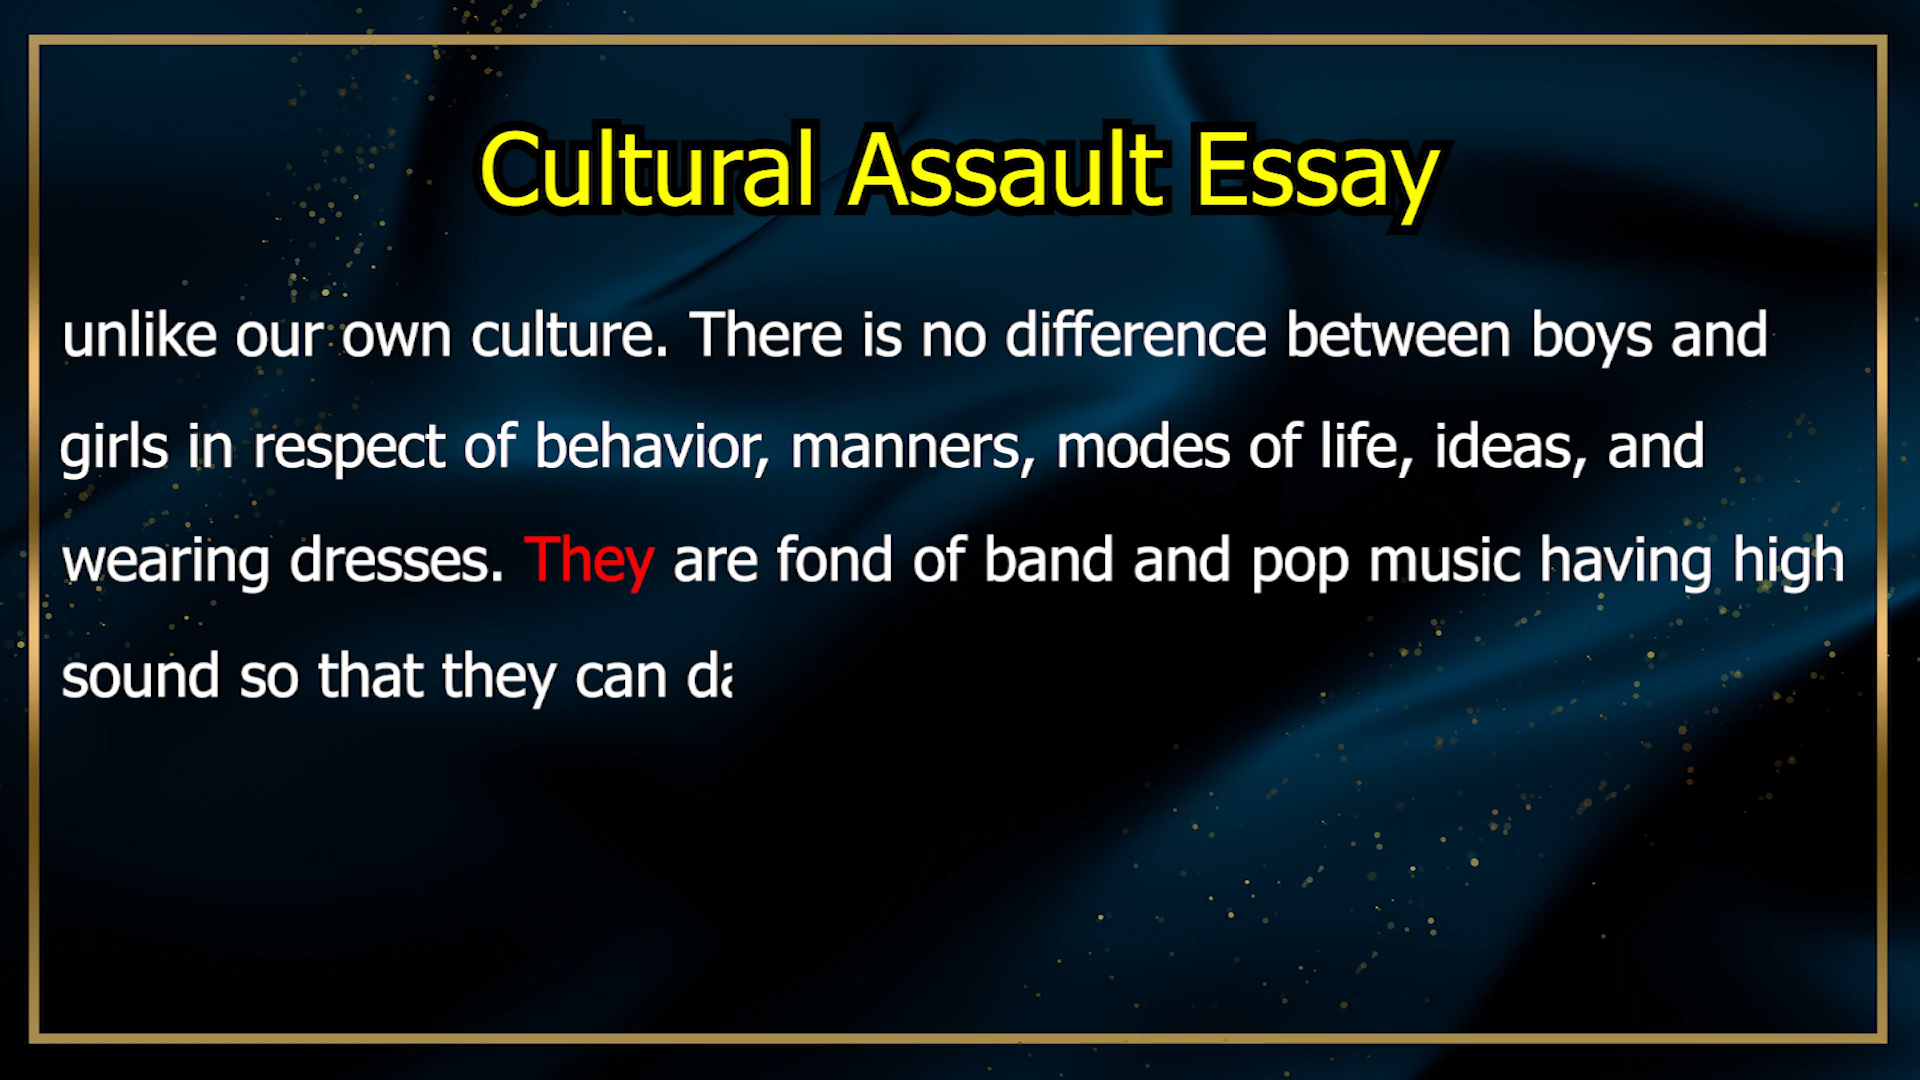 Cultural Assault Essay
unlike our own culture. There is no difference between boys and
girls in respect of behavior, manners, modes of life, ideas, and
wearing dresses. They are fond of band and pop music having high
sound so that they can